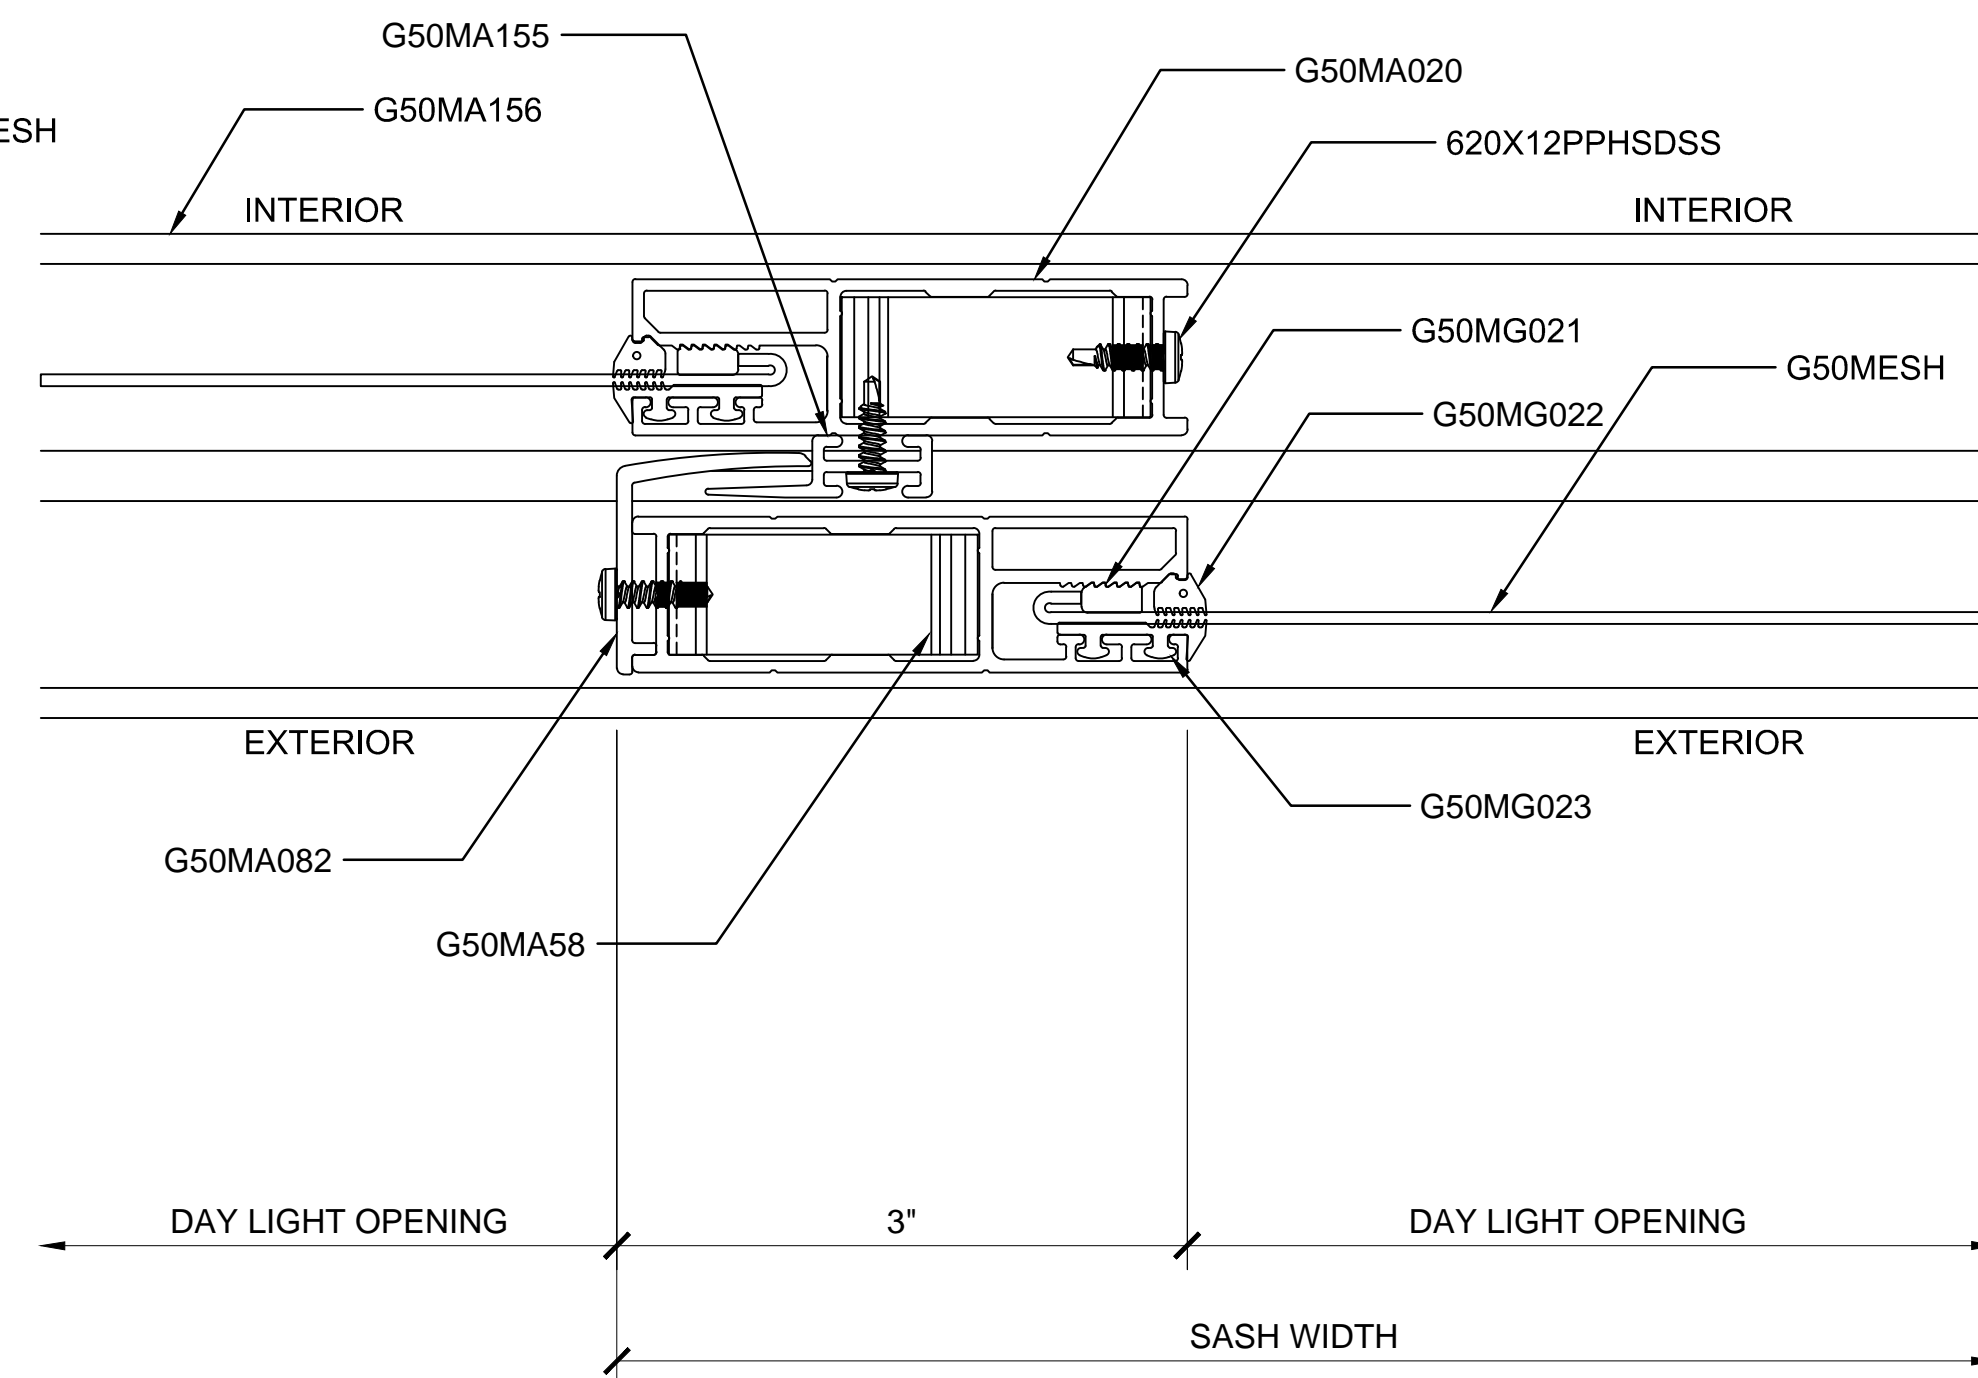 G50MA155
G50MA020
G50MA156
ESH
620X12PPHSDSS
INTERIOR
INTERIOR
G50MG021
G50MESH
G50MG022
EXTERIOR
EXTERIOR
G50MG023
G50MA082
G50MA58
DAY LIGHT OPENING
3"
DAY LIGHT OPENING
SASH WIDTH